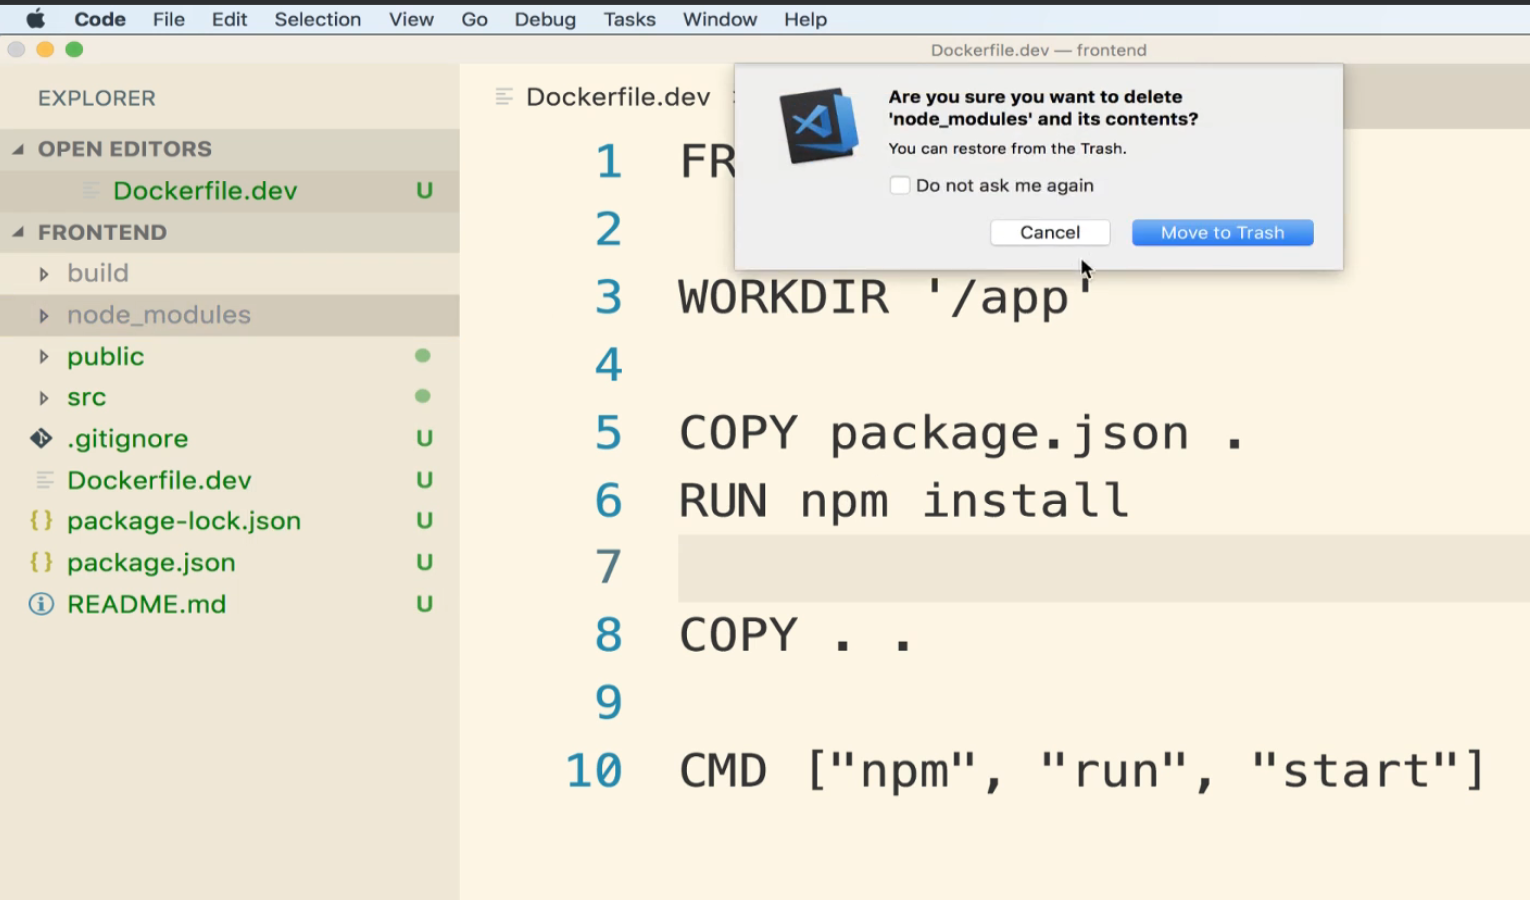 Code File Edit Selection View Go Debug Tasks Window Help
Dockerfile.dev — frontend
EXPLORER
OPEN EDITORS
Dockerfile.dev U
FRONTEND
build
node_modules
public
src
.gitignore U
Dockerfile.dev U
package-lock.json U
package.json U
README.md U
Dockerfile.dev
Are you sure you want to delete
'node_modules' and its contents?
You can restore from the Trash.
Do not ask me again
Cancel Move to Trash
1 FR
2
3 WORKDIR '/app'
4
5 COPY package.json .
6 RUN npm install
7
8 COPY . .
9
10 CMD ["npm", "run", "start"]